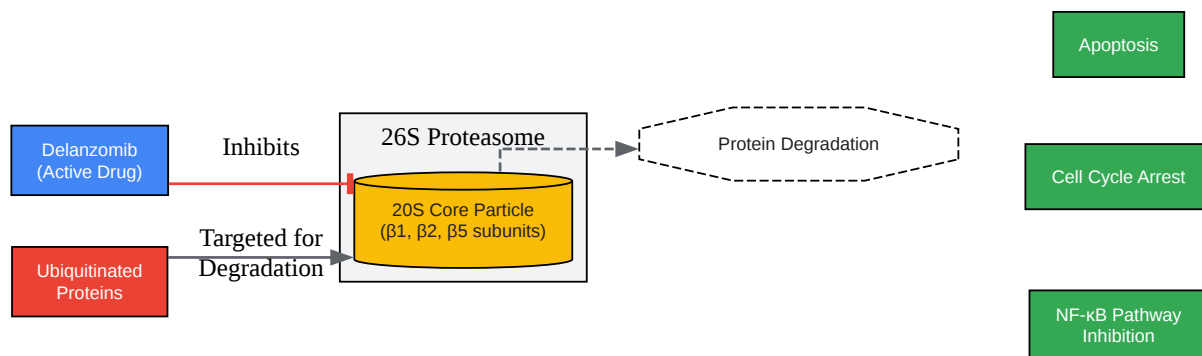 Delanzomib
(Active Drug)
Inhibits
Ubiquitinated
Proteins
Targeted for
Degradation
26S Proteasome
20S Core Particle
(β1, β2, β5 subunits)
Protein Degradation
Apoptosis
Cell Cycle Arrest
NF-κB Pathway
Inhibition